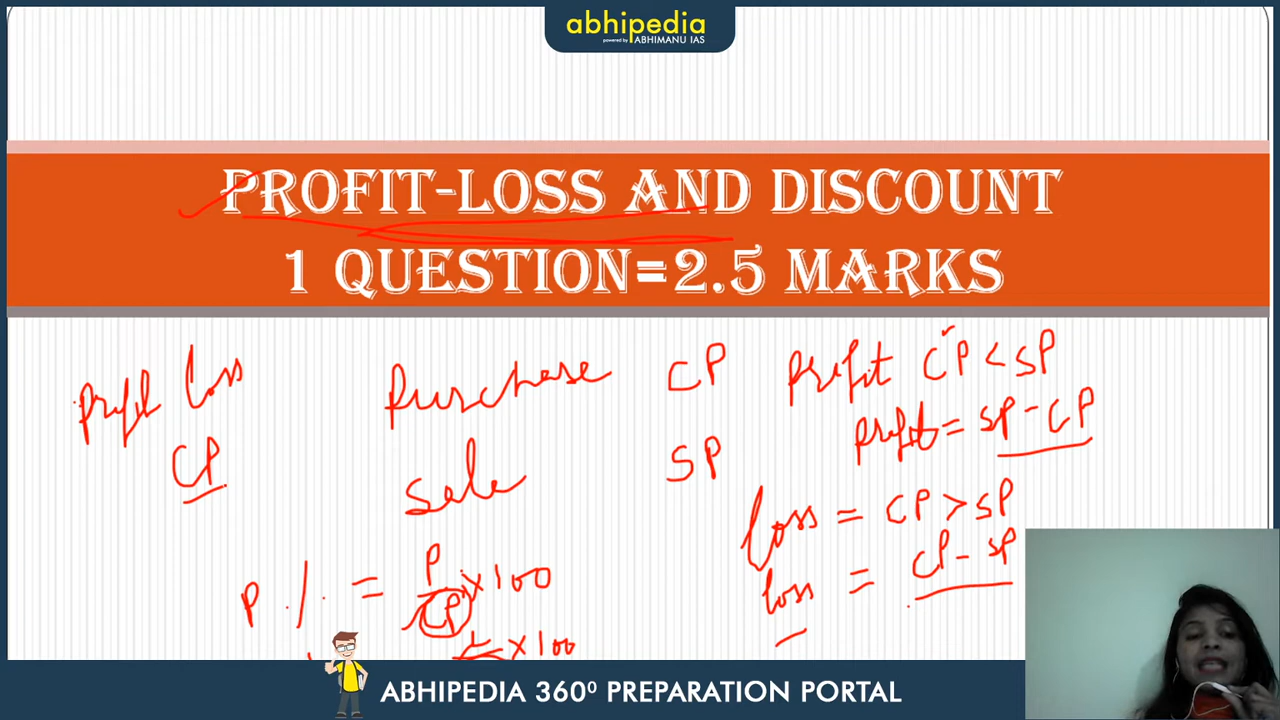 abhipedia
powered by ABHIMANU IAS
PROFIT-LOSS AND DISCOUNT
1 QUESTION=2.5 MARKS
Profit Loss
CP
Purchase CP
Sale SP
Profit CP < SP
Profit = SP - CP
Loss = CP > SP
Loss = CP - SP
P % = P/CP × 100
× 100
ABHIPEDIA 360⁰ PREPARATION PORTAL